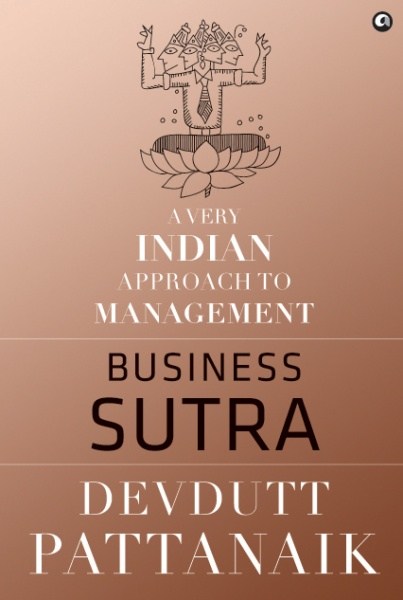 A VERY
INDIAN
APPROACH TO
MANAGEMENT
BUSINESS
SUTRA
DEVDUTT
PATTANAIK